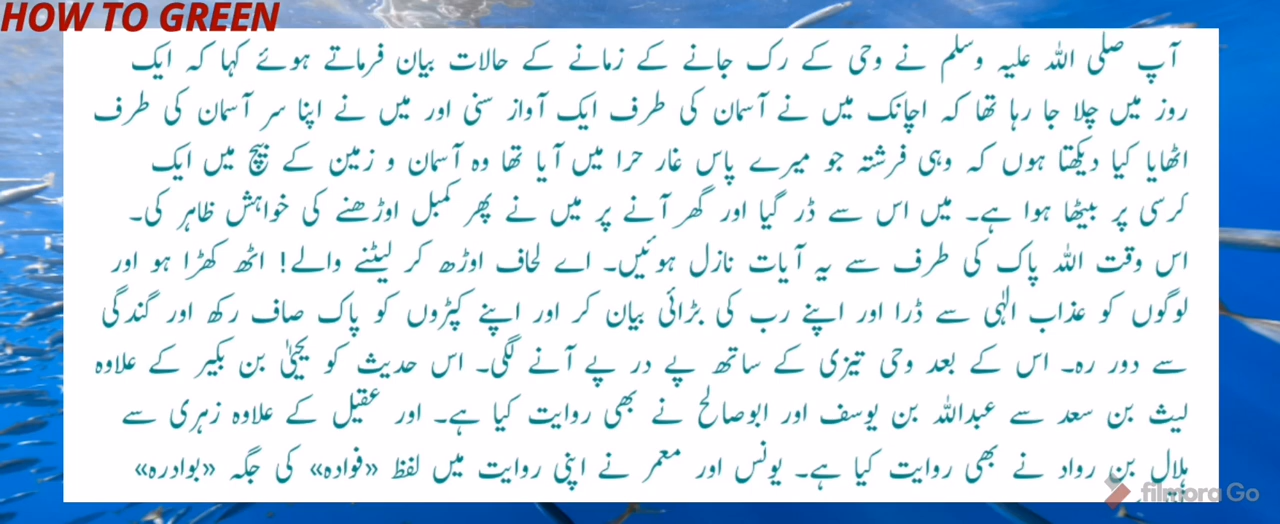 HOW TO GREEN
آپ صلی اللہ علیہ وسلم نے وحی کے رک جانے کے زمانے کے حالات بیان فرماتے ہوئے کہا کہ ایک
روز میں چلا جا رہا تھا کہ اچانک میں نے آسمان کی طرف ایک آواز سنی اور میں نے اپنا سر آسمان کی طرف
اٹھایا کیا دیکھتا ہوں کہ وہی فرشتہ جو میرے پاس غار حرا میں آیا تھا وہ آسمان و زمین کے بیچ میں ایک
کرسی پر بیٹھا ہوا ہے۔ میں اس سے ڈر گیا اور گھر آنے پر میں نے پھر کمبل اوڑھنے کی خواہش ظاہر کی۔
اس وقت اللہ پاک کی طرف سے یہ آیات نازل ہوئیں۔ اے لحاف اوڑھ کر لیٹنے والے! اٹھ کھڑا ہو اور
لوگوں کو عذاب الٰہی سے ڈرا اور اپنے رب کی بڑائی بیان کر اور اپنے کپڑوں کو پاک صاف رکھ اور گندگی
سے دور رہ۔ اس کے بعد وحی تیزی کے ساتھ پے در پے آنے لگی۔ اس حدیث کو یحییٰ بن بکیر کے علاوہ
لیث بن سعد سے عبداللہ بن یوسف اور ابوصالح نے بھی روایت کیا ہے۔ اور عقیل کے علاوہ زہری سے
ہلال بن رواد نے بھی روایت کیا ہے۔ یونس اور معمر نے اپنی روایت میں لفظ «فوادہ» کی جگہ «بوادرہ»
filmora Go